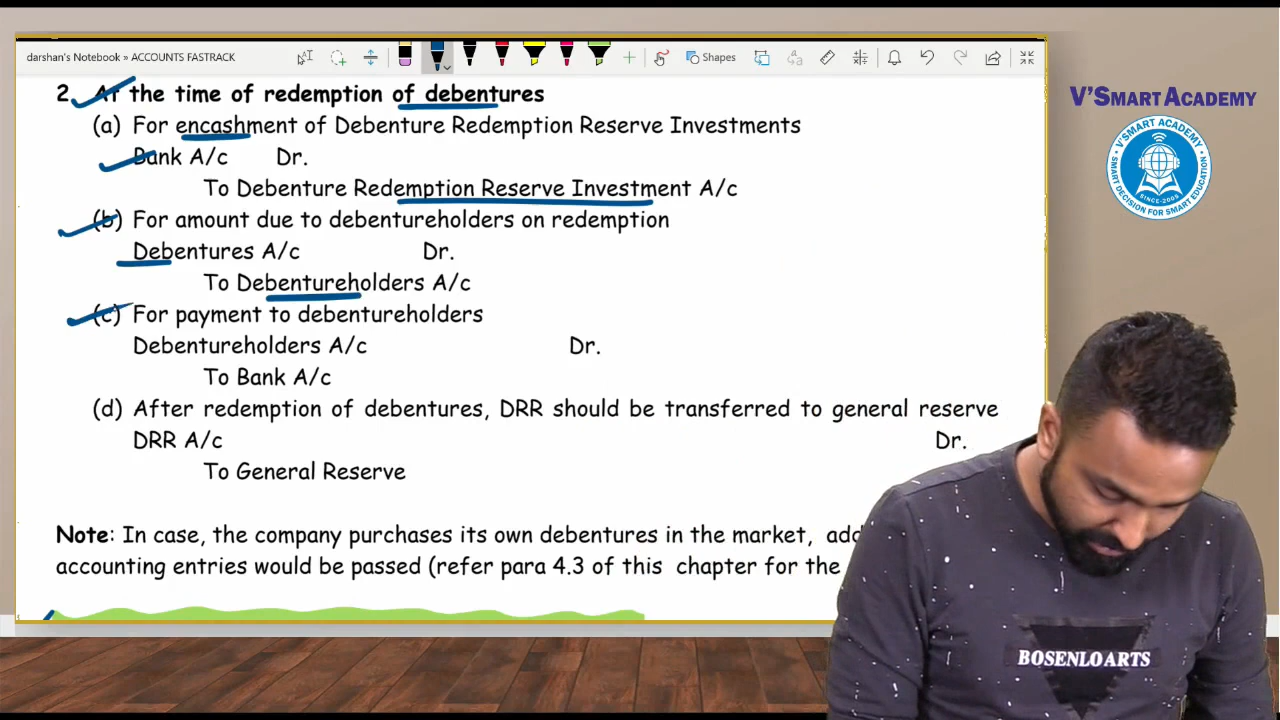 darshan's Notebook » ACCOUNTS FASTRACK
Shapes
2. At the time of redemption of debentures
(a) For encashment of Debenture Redemption Reserve Investments
Bank A/c Dr.
To Debenture Redemption Reserve Investment A/c
(b) For amount due to debentureholders on redemption
Debentures A/c Dr.
To Debentureholders A/c
(c) For payment to debentureholders
Debentureholders A/c Dr.
To Bank A/c
(d) After redemption of debentures, DRR should be transferred to general reserve
DRR A/c Dr.
To General Reserve
Note: In case, the company purchases its own debentures in the market,
accounting entries would be passed (refer para 4.3 of this chapter for the
V'SMART ACADEMY
V'SMART ACADEMY
SINCE-2005
SMART DECISION FOR SMART EDUCATION
BOSENLOARTS